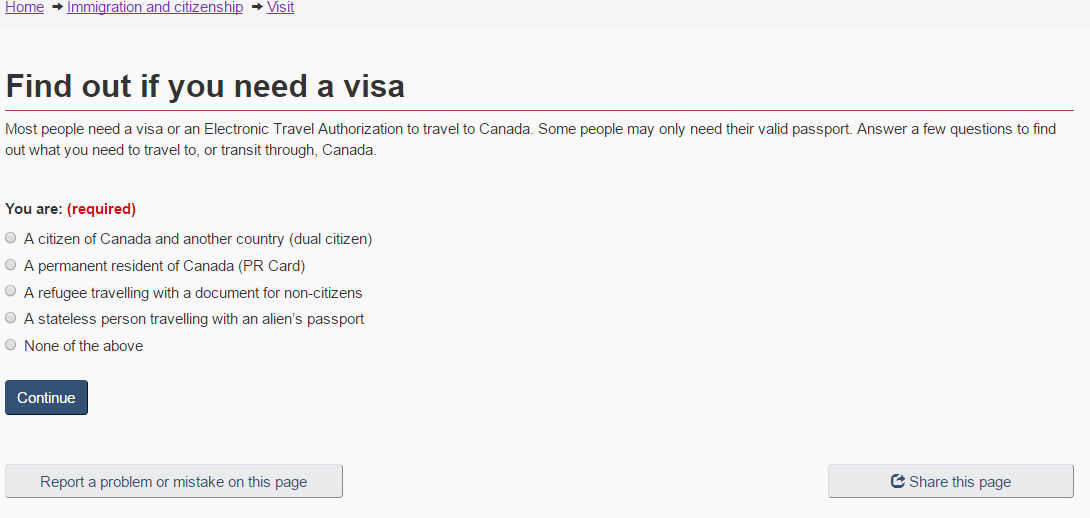 Home → Immigration and citizenship → Visit
Find out if you need a visa
Most people need a visa or an Electronic Travel Authorization to travel to Canada. Some people may only need their valid passport. Answer a few questions to find
out what you need to travel to, or transit through, Canada.
You are: (required)
A citizen of Canada and another country (dual citizen)
A permanent resident of Canada (PR Card)
A refugee travelling with a document for non-citizens
A stateless person travelling with an alien's passport
None of the above
Continue
Report a problem or mistake on this page
Share this page